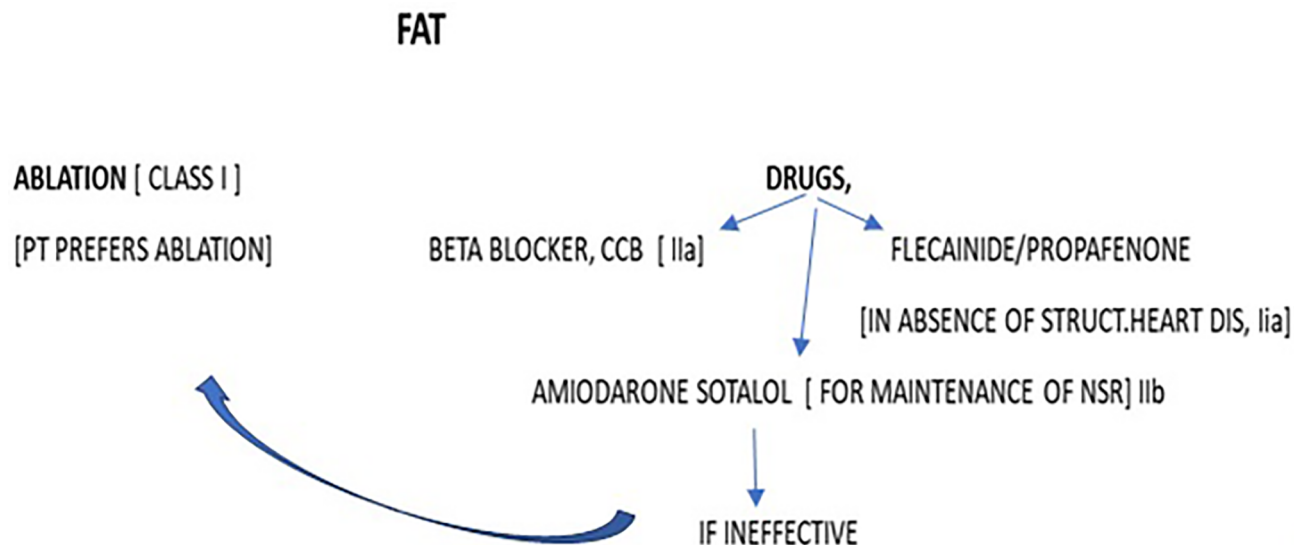 FAT
ABLATION [ CLASS I ]
DRUGS,
[PT PREFERS ABLATION]
BETA BLOCKER, CCB [ IIa]
FLECAINIDE/PROPAFENONE
[IN ABSENCE OF STRUCT.HEART DIS, Iia]
AMIODARONE SOTALOL [ FOR MAINTENANCE OF NSR] IIb
IF INEFFECTIVE